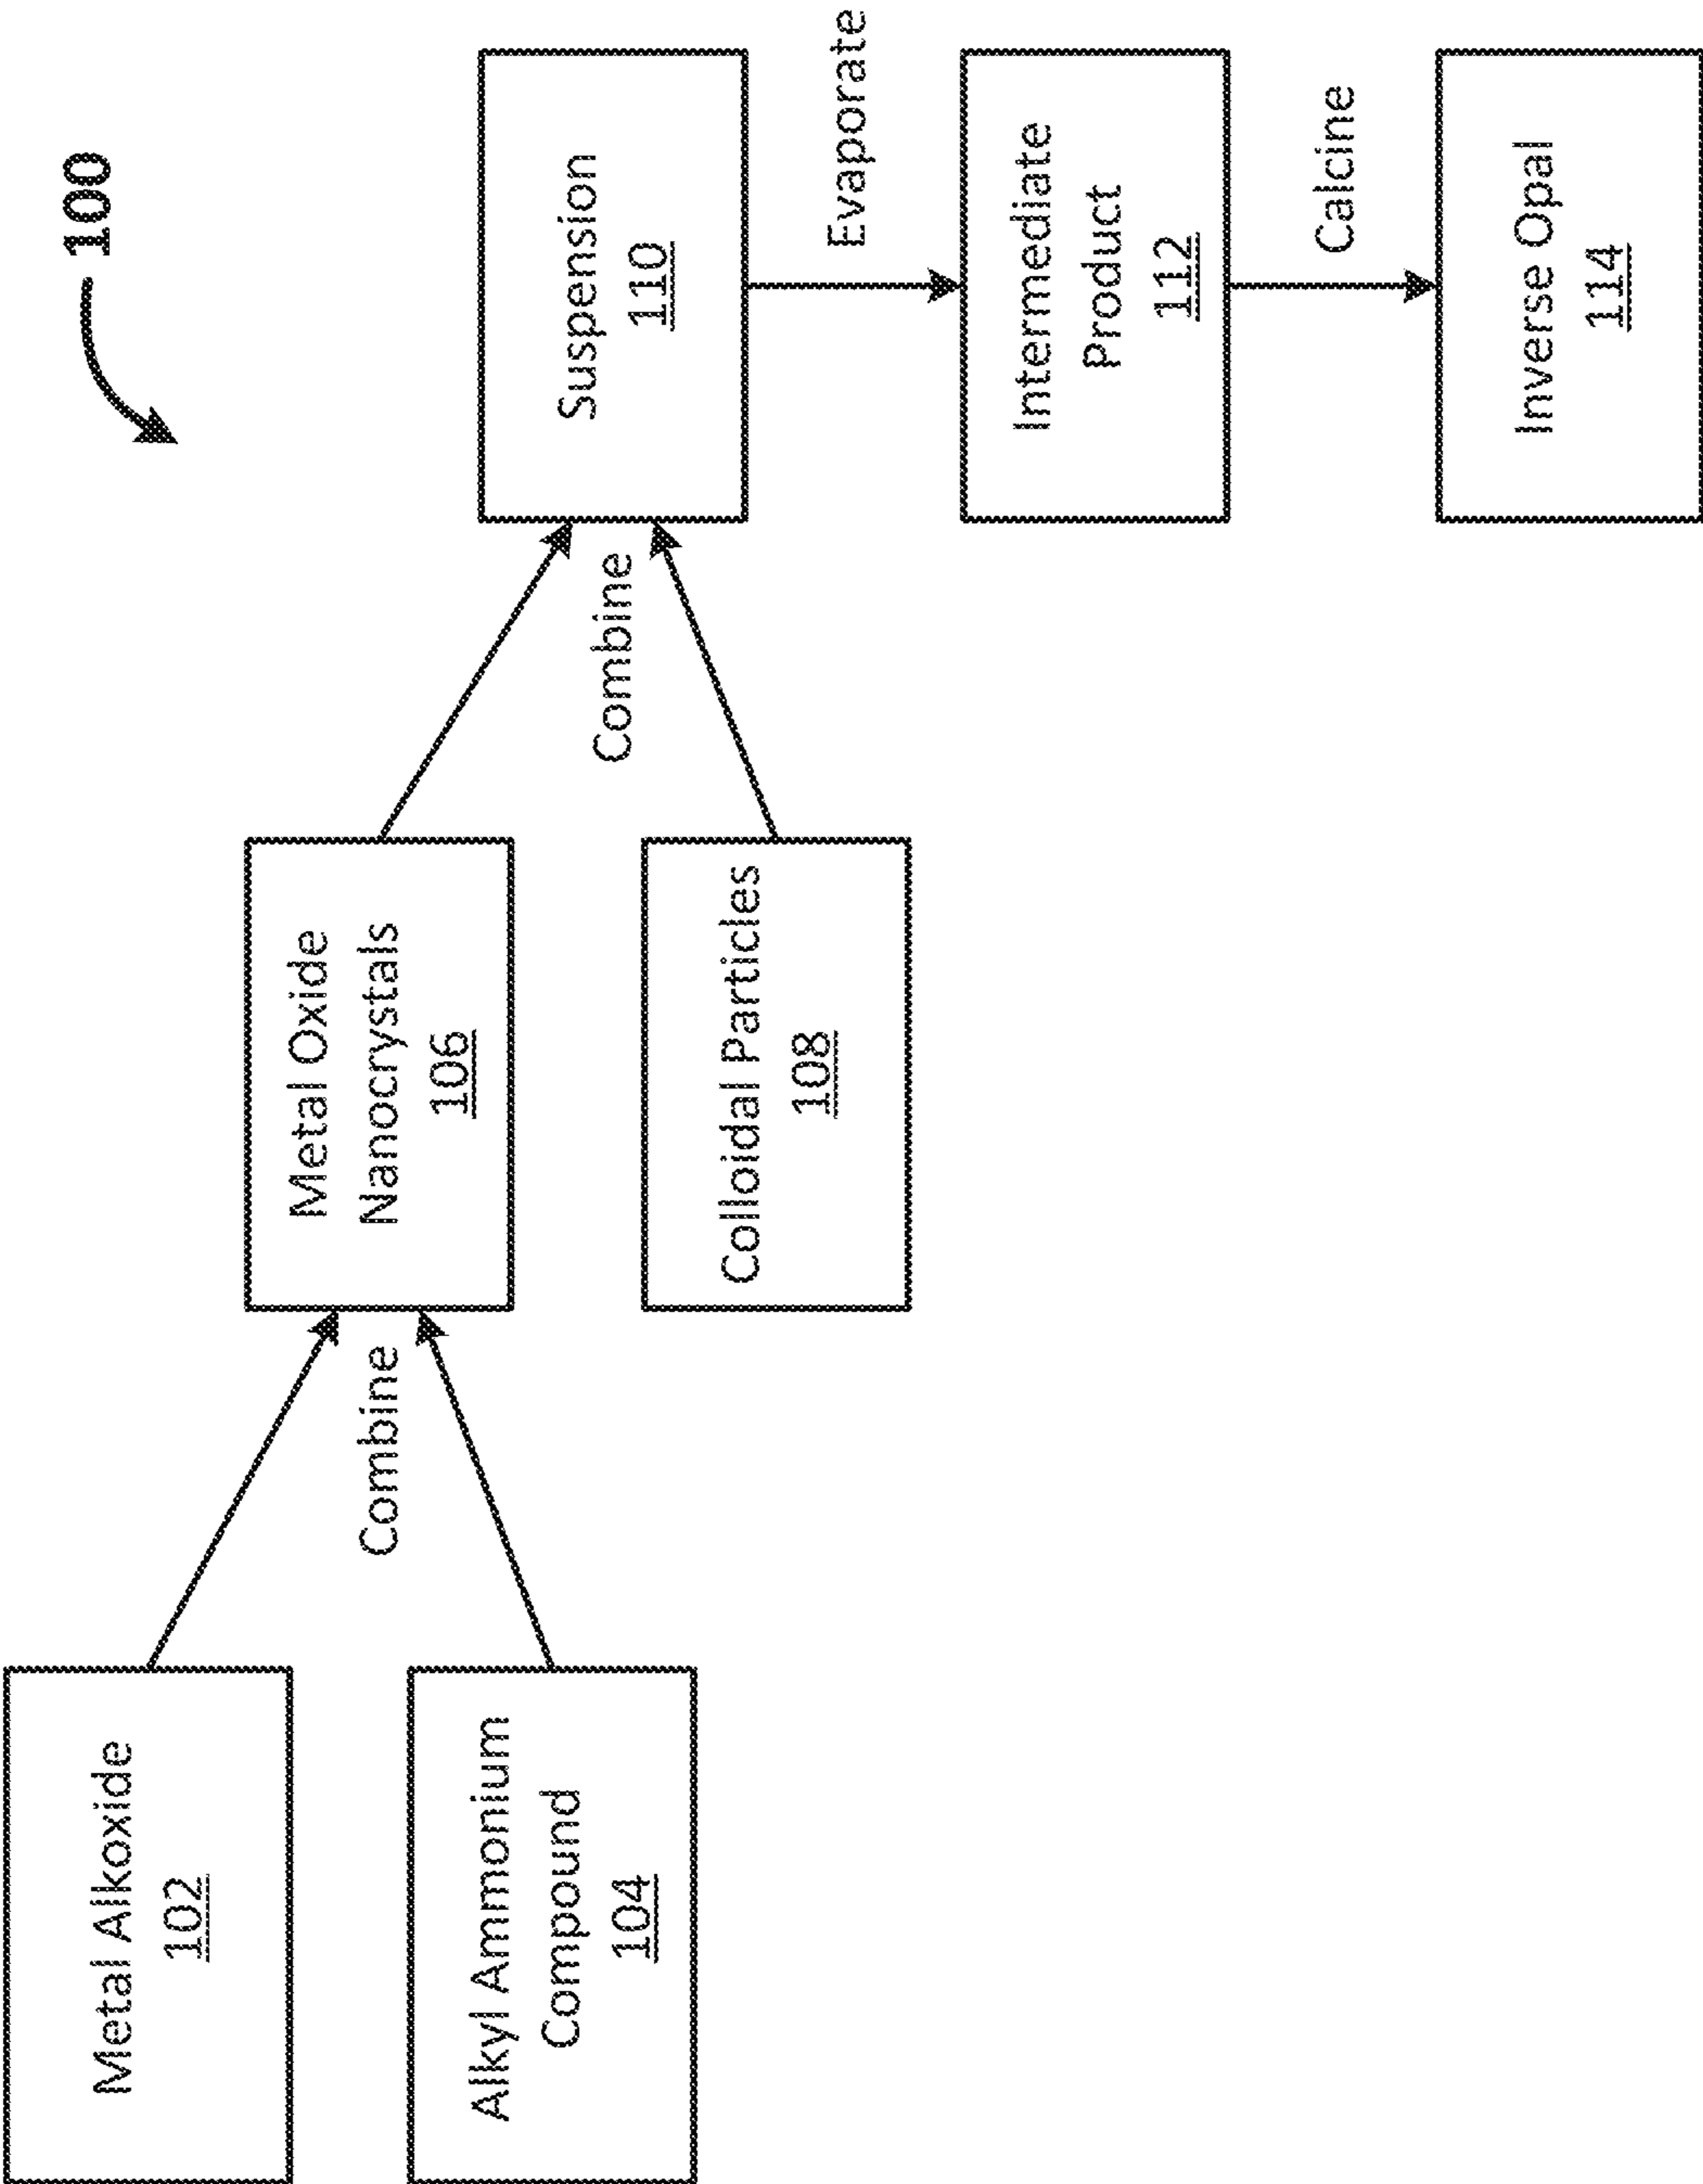 100
Metal Alkoxide
102
Alkyl Ammonium
Compound
104
Combine
Metal Oxide
Nanocrystals
106
Colloidal Particles
108
Combine
Suspension
110
Evaporate
Intermediate
Product
112
Calcine
Inverse Opal
114